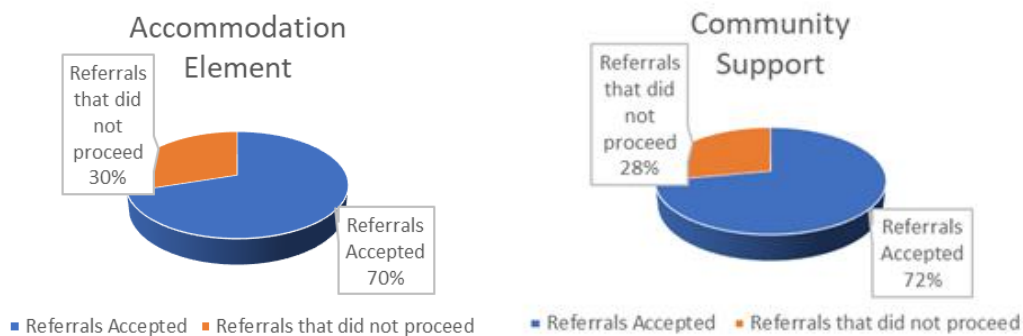 Accommodation
Element
Referrals
that did
not
proceed
30%
Referrals
Accepted
70%
Referrals Accepted Referrals that did not proceed
Community
Support
Referrals
that did
not
proceed
28%
Referrals
Accepted
72%
Referrals Accepted Referrals that did not proceed